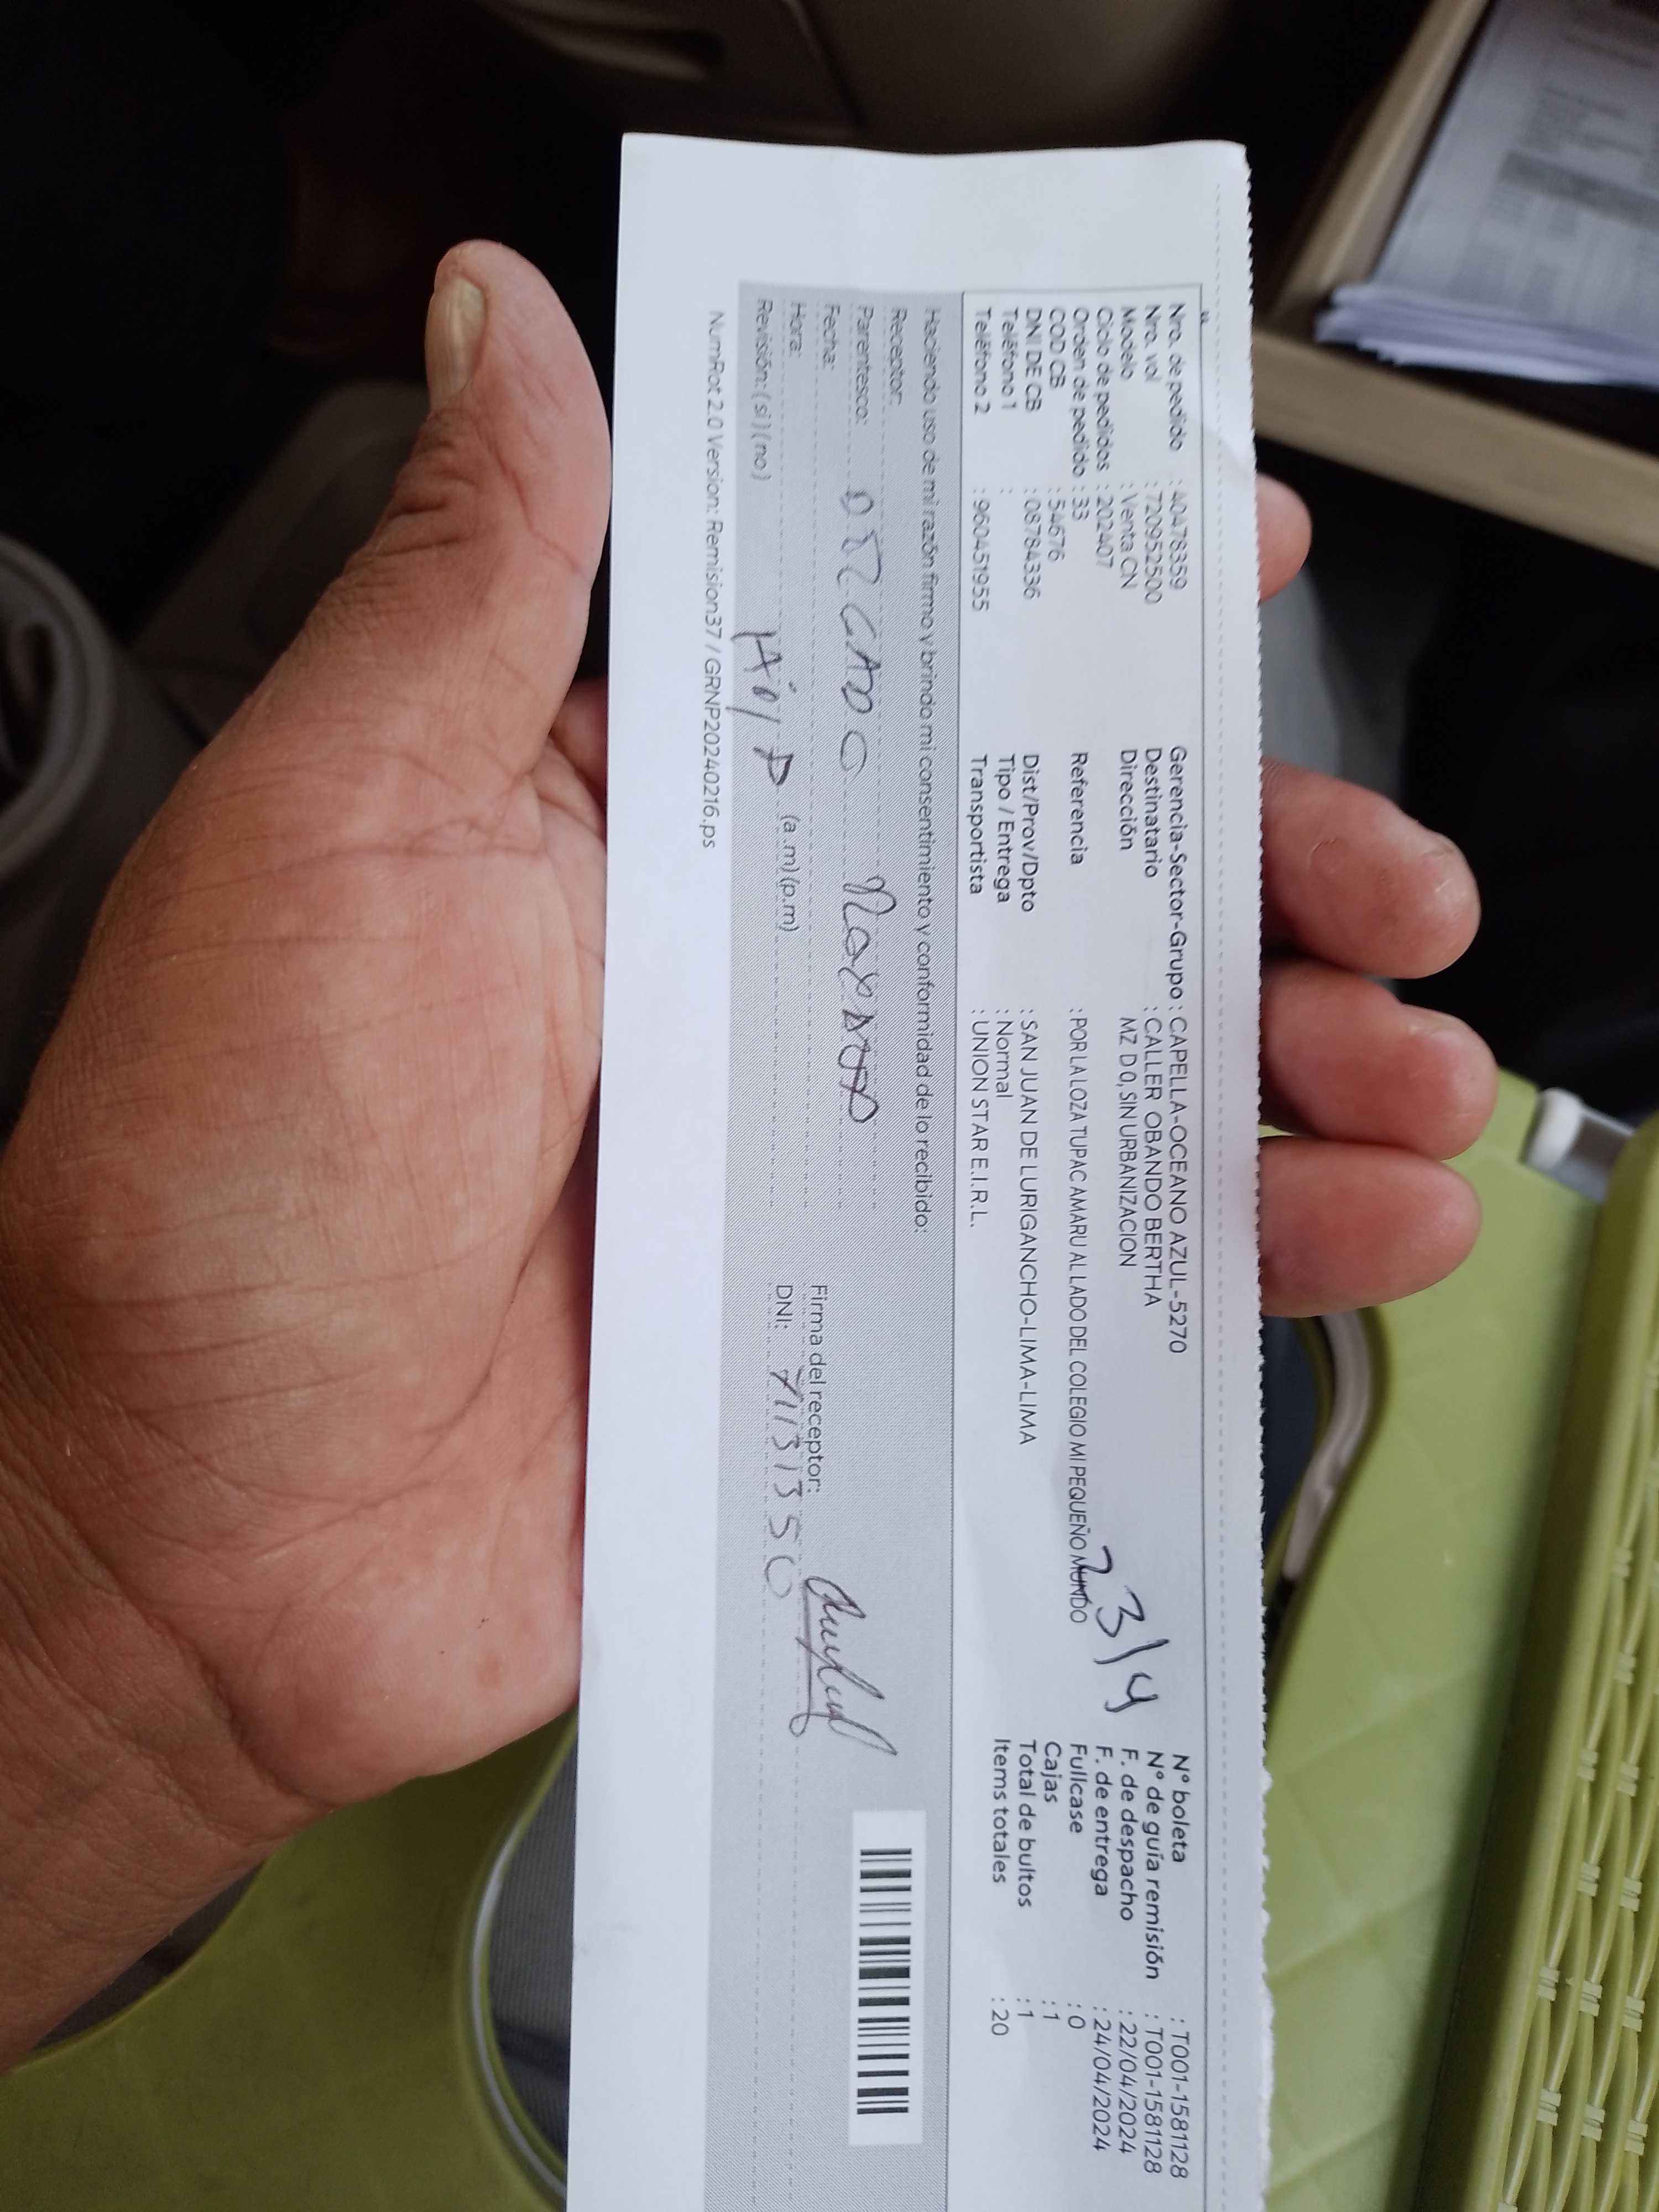 Nro. de pedido : 40478359
Nro. vol : 720952500
Modelo : Venta CN
Ciclo de pedidos : 202407
Orden de pedido : 33
COD CB : 54676
DNI DE CB : 08784336
Teléfono 1 :
Teléfono 2 : 960451955
Gerencia-Sector-Grupo : CAPELLA-OCEANO AZUL-5270
Destinatario : CALLER OBANDO BERTHA
Dirección MZ D 0, SIN URBANIZACION
Referencia : POR LA LOZA TUPAC AMARU AL LADO DEL COLEGIO MI PEQUEÑO MUNDO
Dist/Prov/Dpto : SAN JUAN DE LURIGANCHO-LIMA-LIMA
Tipo / Entrega : Normal
Transportista : UNION STAR E.I.R.L.
23/4
N° boleta : T001-1581128
N° de guía remisión : T001-1581128
F. de despacho : 22/04/2024
F. de entrega : 24/04/2024
Fullcase : 0
Cajas : 1
Total de bultos : 1
Items totales : 20
Haciendo uso de mi razón firmo y brindo mi consentimiento y conformidad de lo recibido:
Receptor:
Parentesco:
Fecha:
Hora: (a.m) (p.m)
Revisión: (si) (no)
Firma del receptor:
DNI: 71131350
NumRot 2.0 Version: Remision37 / GRNP20240216.ps